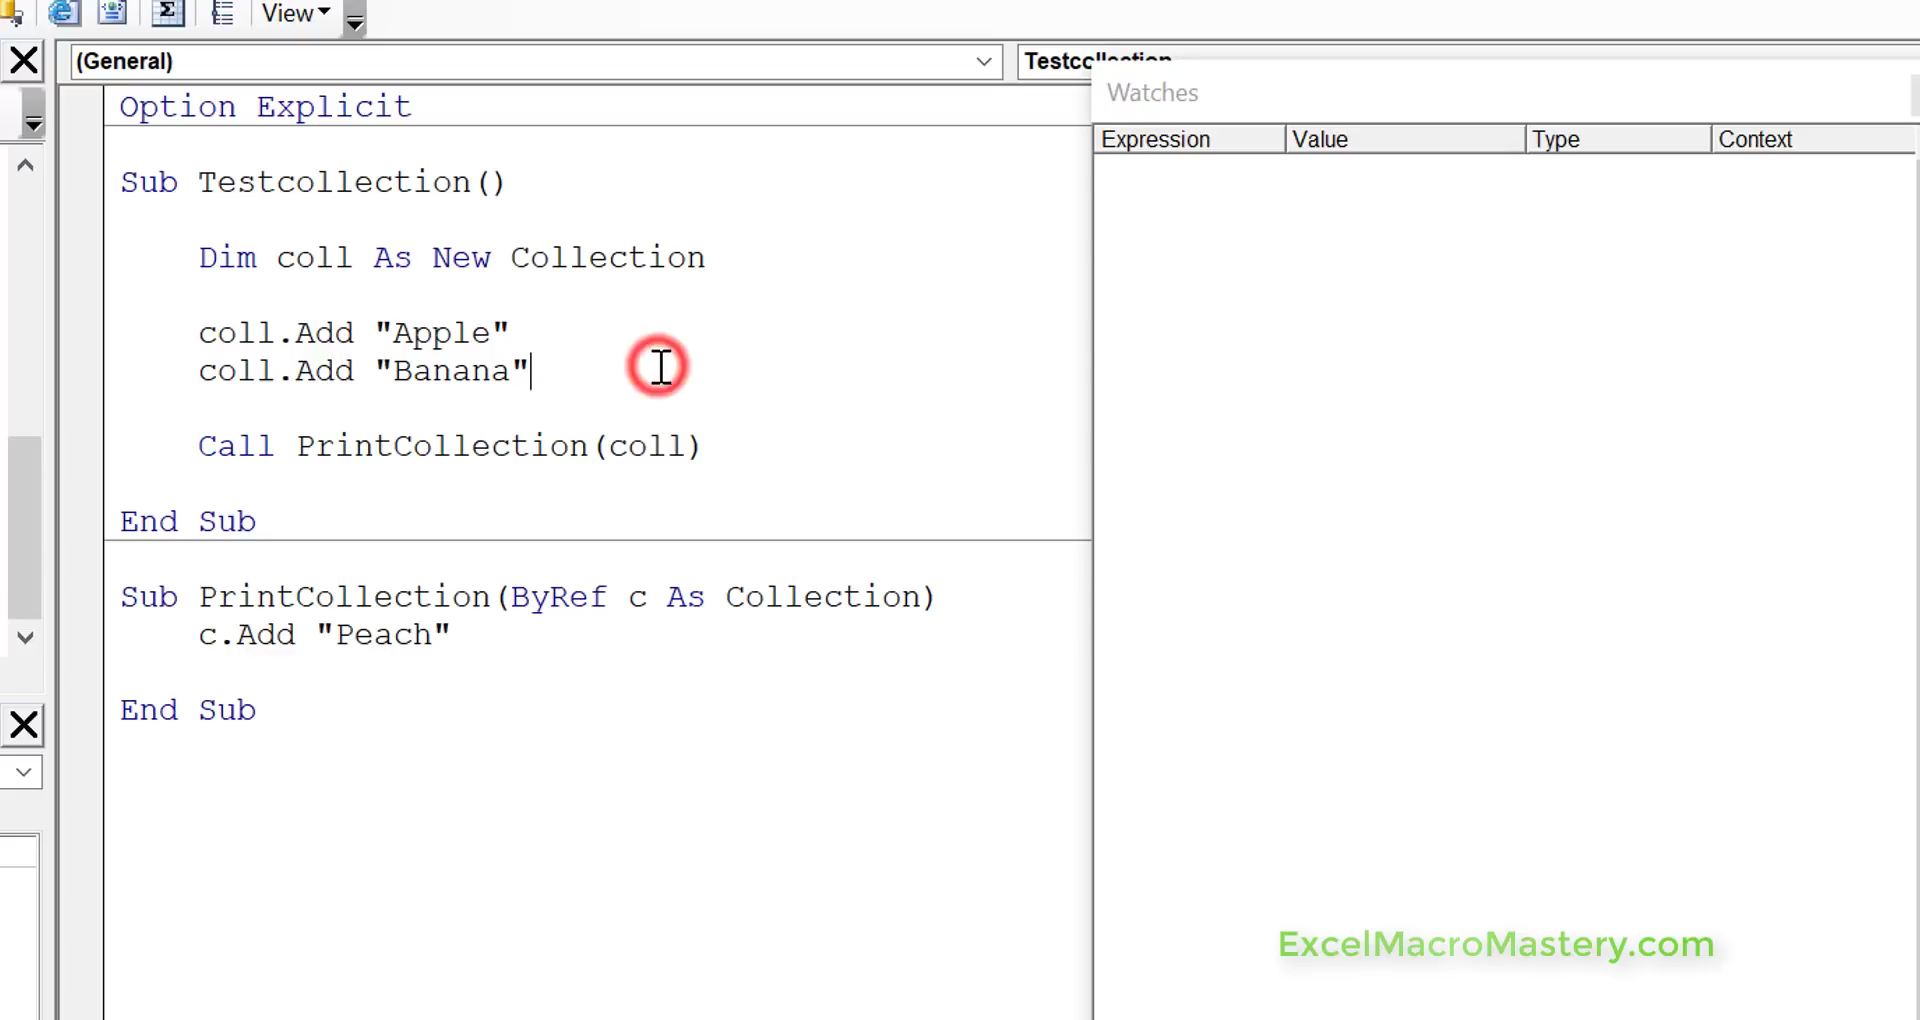 View
(General)
Testcollection
Option Explicit
Sub Testcollection()
Dim coll As New Collection
coll.Add "Apple"
coll.Add "Banana"
Call PrintCollection(coll)
End Sub
Sub PrintCollection(ByRef c As Collection)
c.Add "Peach"
End Sub
Watches
Expression Value Type Context
ExcelMacroMastery.com